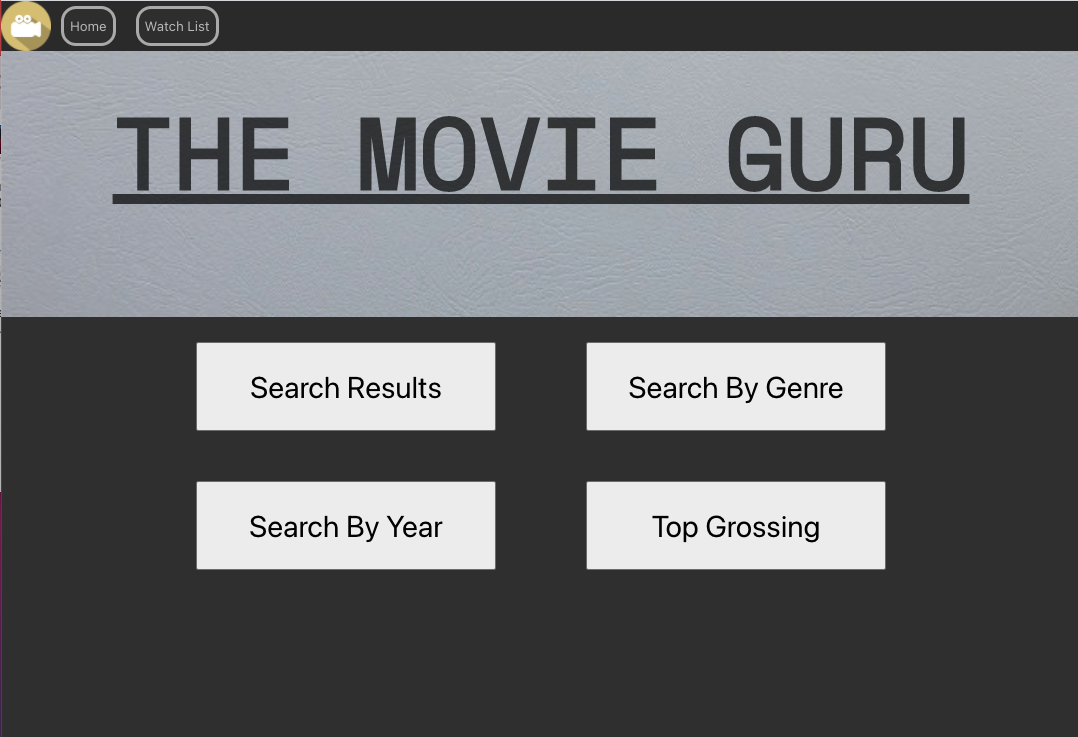 Home
Watch List
THE MOVIE GURU
Search Results
Search By Genre
Search By Year
Top Grossing